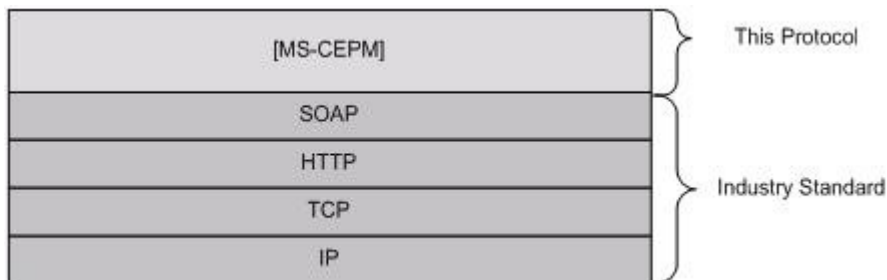 [MS-CEPM]
This Protocol
SOAP
HTTP
TCP
IP
Industry Standard